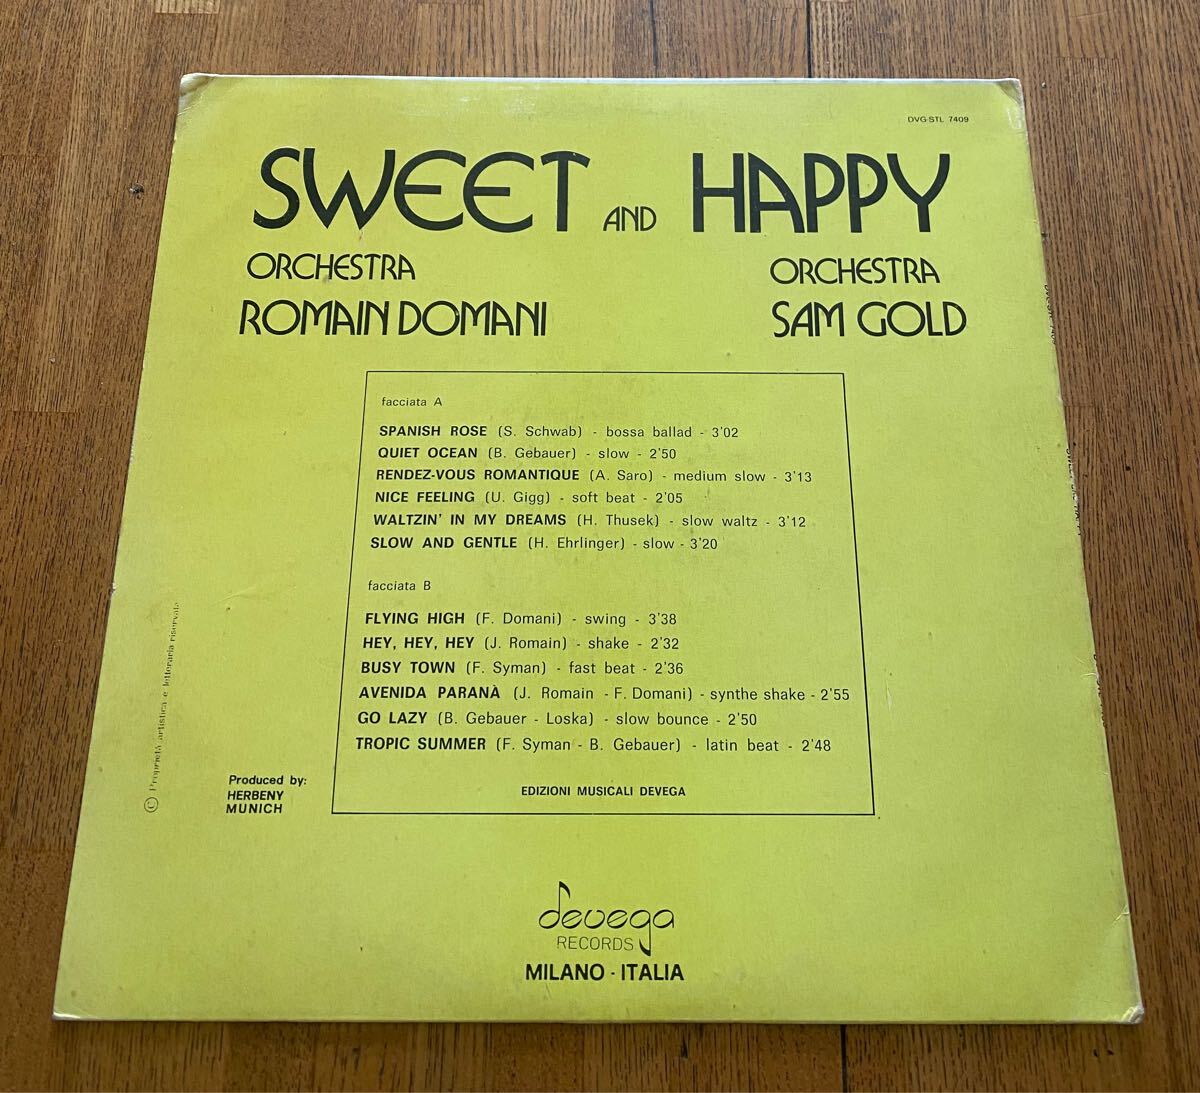 DVG-STL 7409
SWEET AND HAPPY
ORCHESTRA
ROMAIN DOMANI
ORCHESTRA
SAM GOLD
facciata A
SPANISH ROSE (S. Schwab) - bossa ballad - 3'02
QUIET OCEAN (B. Gebauer) - slow - 2'50
RENDEZ-VOUS ROMANTIQUE (A. Saro) - medium slow - 3'13
NICE FEELING (U. Gigg) - soft beat - 2'05
WALTZIN' IN MY DREAMS (H. Thusek) - slow waltz - 3'12
SLOW AND GENTLE (H. Ehrlinger) - slow - 3'20
facciata B
FLYING HIGH (F. Domani) - swing - 3'38
HEY, HEY, HEY (J. Romain) - shake - 2'32
BUSY TOWN (F. Syman) - fast beat - 2'36
AVENIDA PARANÀ (J. Romain - F. Domani) - synthe shake - 2'55
GO LAZY (B. Gebauer - Loska) - slow bounce - 2'50
TROPIC SUMMER (F. Syman - B. Gebauer) - latin beat - 2'48
EDIZIONI MUSICALI DEVEGA
© Proprietà artistica e letteraria riservata
Produced by:
HERBENY
MUNICH
devega
RECORDS
MILANO - ITALIA